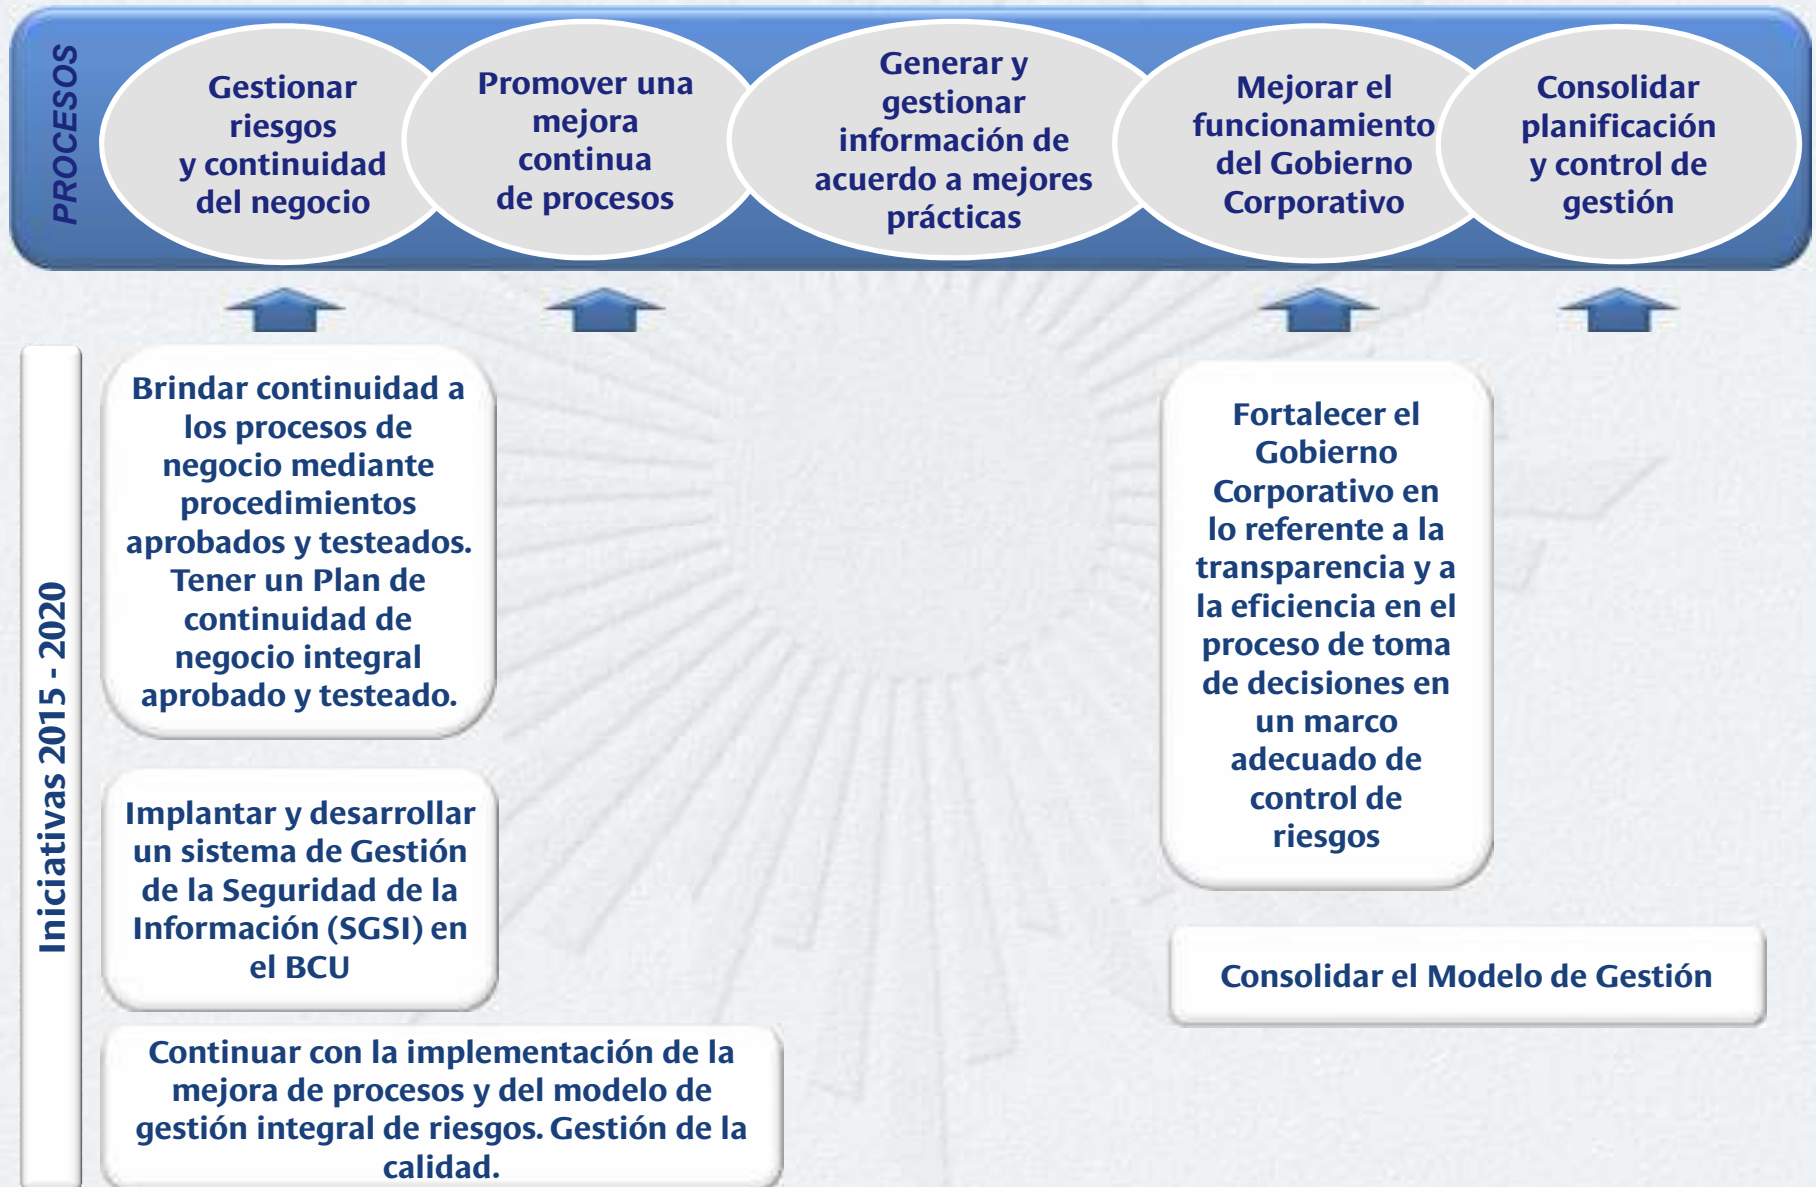 PROCESOS
Gestionar
riesgos
y continuidad
del negocio
Promover una
mejora
continua
de procesos
Generar y
gestionar
información de
acuerdo a mejores
prácticas
Mejorar el
funcionamiento
del Gobierno
Corporativo
Consolidar
planificación
y control de
gestión
Iniciativas 2015 - 2020
Brindar continuidad a
los procesos de
negocio mediante
procedimientos
aprobados y testeados.
Tener un Plan de
continuidad de
negocio integral
aprobado y testeado.
Implantar y desarrollar
un sistema de Gestión
de la Seguridad de la
Información (SGSI) en
el BCU
Continuar con la implementación de la
mejora de procesos y del modelo de
gestión integral de riesgos. Gestión de la
calidad.
Fortalecer el
Gobierno
Corporativo en
lo referente a la
transparencia y a
la eficiencia en el
proceso de toma
de decisiones en
un marco
adecuado de
control de
riesgos
Consolidar el Modelo de Gestión